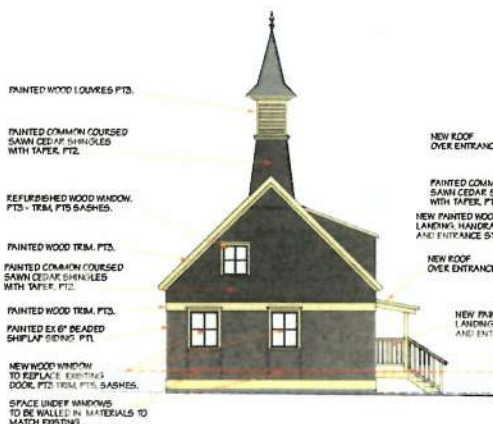 PAINTED WOOD LOUVRES PT3.
PAINTED COMMON COURSED
SAWN CEDAR SHINGLES
WITH TAPER. PT2.
REFURBISHED WOOD WINDOW.
PT3 - TRIM, PT5 SASHES.
PAINTED WOOD TRIM. PT3.
PAINTED COMMON COURSED
SAWN CEDAR SHINGLES
WITH TAPER. PT2.
PAINTED WOOD TRIM. PT3.
PAINTED EX 6" BEADED
SHIPLAP SIDING. PT1.
NEW WOOD WINDOW
TO REPLACE EXISTING
DOOR. PT3 TRIM, PT5. SASHES.
SPACE UNDER WINDOWS
TO BE WALLED IN. MATERIALS TO
MATCH EXISTING
NEW ROOF
OVER ENTRANC
PAINTED COMM
SAWN CEDAR S
WITH TAPER. PT
NEW PAINTED WOO
LANDING, HANDRA
AND ENTRANCE ST
NEW ROOF
OVER ENTRANCE
NEW PAIN
LANDING
AND ENT